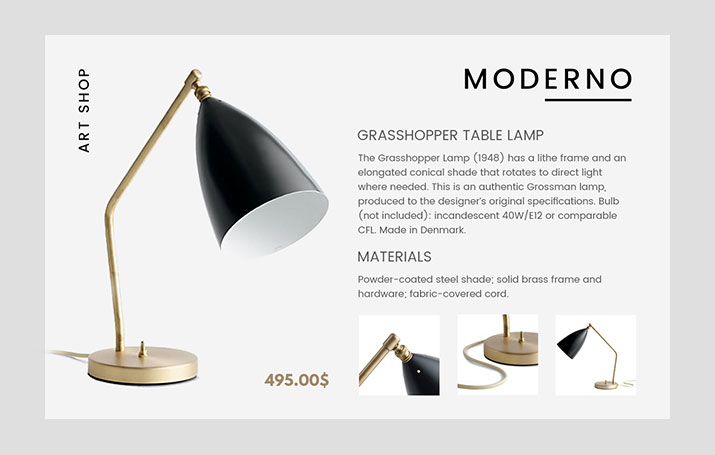 ART SHOP
MODERNO
GRASSHOPPER TABLE LAMP
The Grasshopper Lamp (1948) has a lithe frame and an
elongated conical shade that rotates to direct light
where needed. This is an authentic Grossman lamp,
produced to the designer's original specifications. Bulb
(not included): incandescent 40W/E12 or comparable
CFL. Made in Denmark.
MATERIALS
Powder-coated steel shade; solid brass frame and
hardware; fabric-covered cord.
495.00$